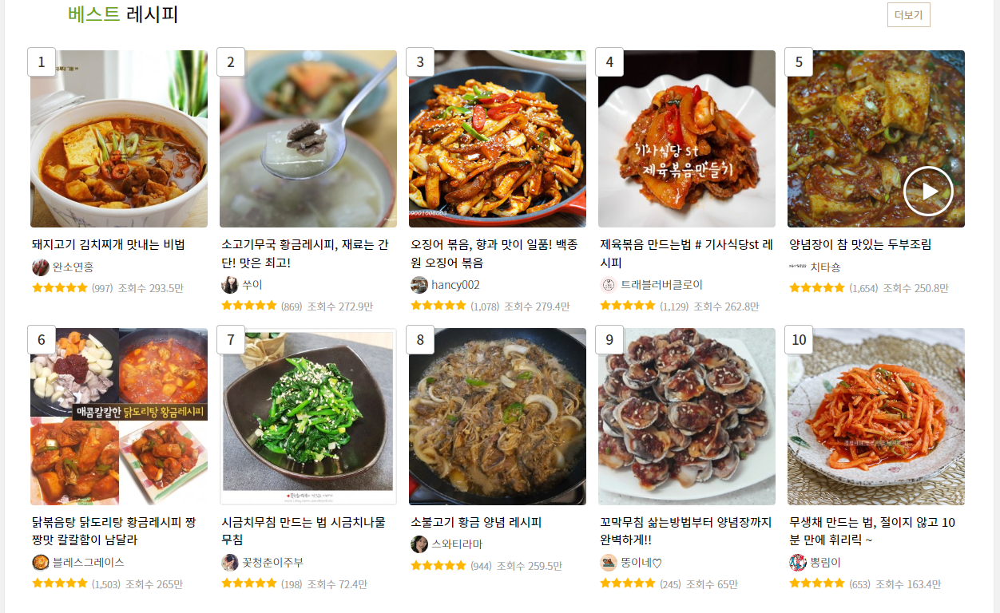 베스트 레시피
더보기
1
2
3
4
5
기사식당 st
제육볶음만들기
돼지고기 김치찌개 맛내는 비법
완소연홍
(997) 조회수 293.5만
소고기무국 황금레시피, 재료는 간
단! 맛은 최고!
쑤이
(869) 조회수 272.9만
오징어 볶음, 향과 맛이 일품! 백종
원 오징어 볶음
hancy002
(1,078) 조회수 279.4만
제육볶음 만드는법 # 기사식당st 레
시피
트래블러버클로이
(1,129) 조회수 262.8만
양념장이 참 맛있는 두부조림
치타숑
(1,654) 조회수 250.8만
6
7
8
9
10
매콤칼칼한 닭도리탕 황금레시피
닭볶음탕 닭도리탕 황금레시피 짱
짱맛 칼칼함이 남달라
블레스그레이스
(1,503) 조회수 265만
시금치무침 만드는 법 시금치나물
무침
꽃청춘이주부
(198) 조회수 72.4만
소불고기 황금 양념 레시피
스와티라마
(944) 조회수 259.5만
꼬막무침 삶는방법부터 양념장까지
완벽하게!!
뚱이네♡
(245) 조회수 65만
무생채 만드는 법, 절이지 않고 10
분 만에 휘리릭 ~
뽕림이
(653) 조회수 163.4만